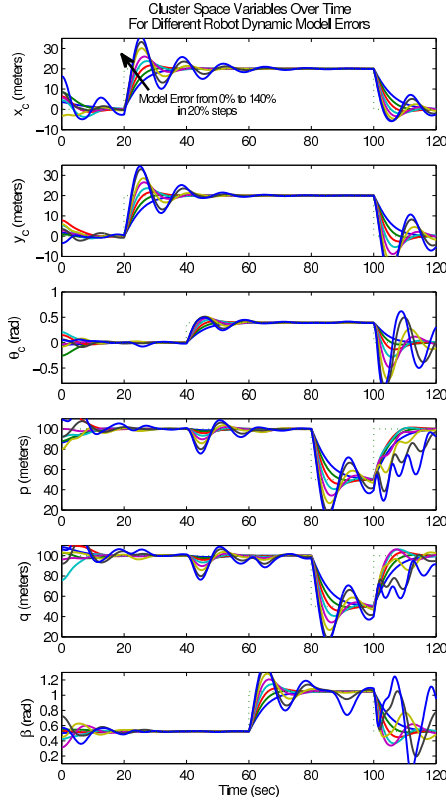 Cluster Space Variables Over Time
For Different Robot Dynamic Model Errors
x_c (meters)
30
20
10
0
−10
Model Error from 0% to 140%
in 20% steps
0 20 40 60 80 100 120
y_c (meters)
30
20
10
0
−10
0 20 40 60 80 100 120
θ_c (rad)
1
0.5
0
−0.5
0 20 40 60 80 100 120
p (meters)
100
80
60
40
20
0 20 40 60 80 100 120
q (meters)
100
80
60
40
20
0 20 40 60 80 100 120
β (rad)
1.2
1
0.8
0.6
0.4
0.2
0 20 40 60 80 100 120
Time (sec)